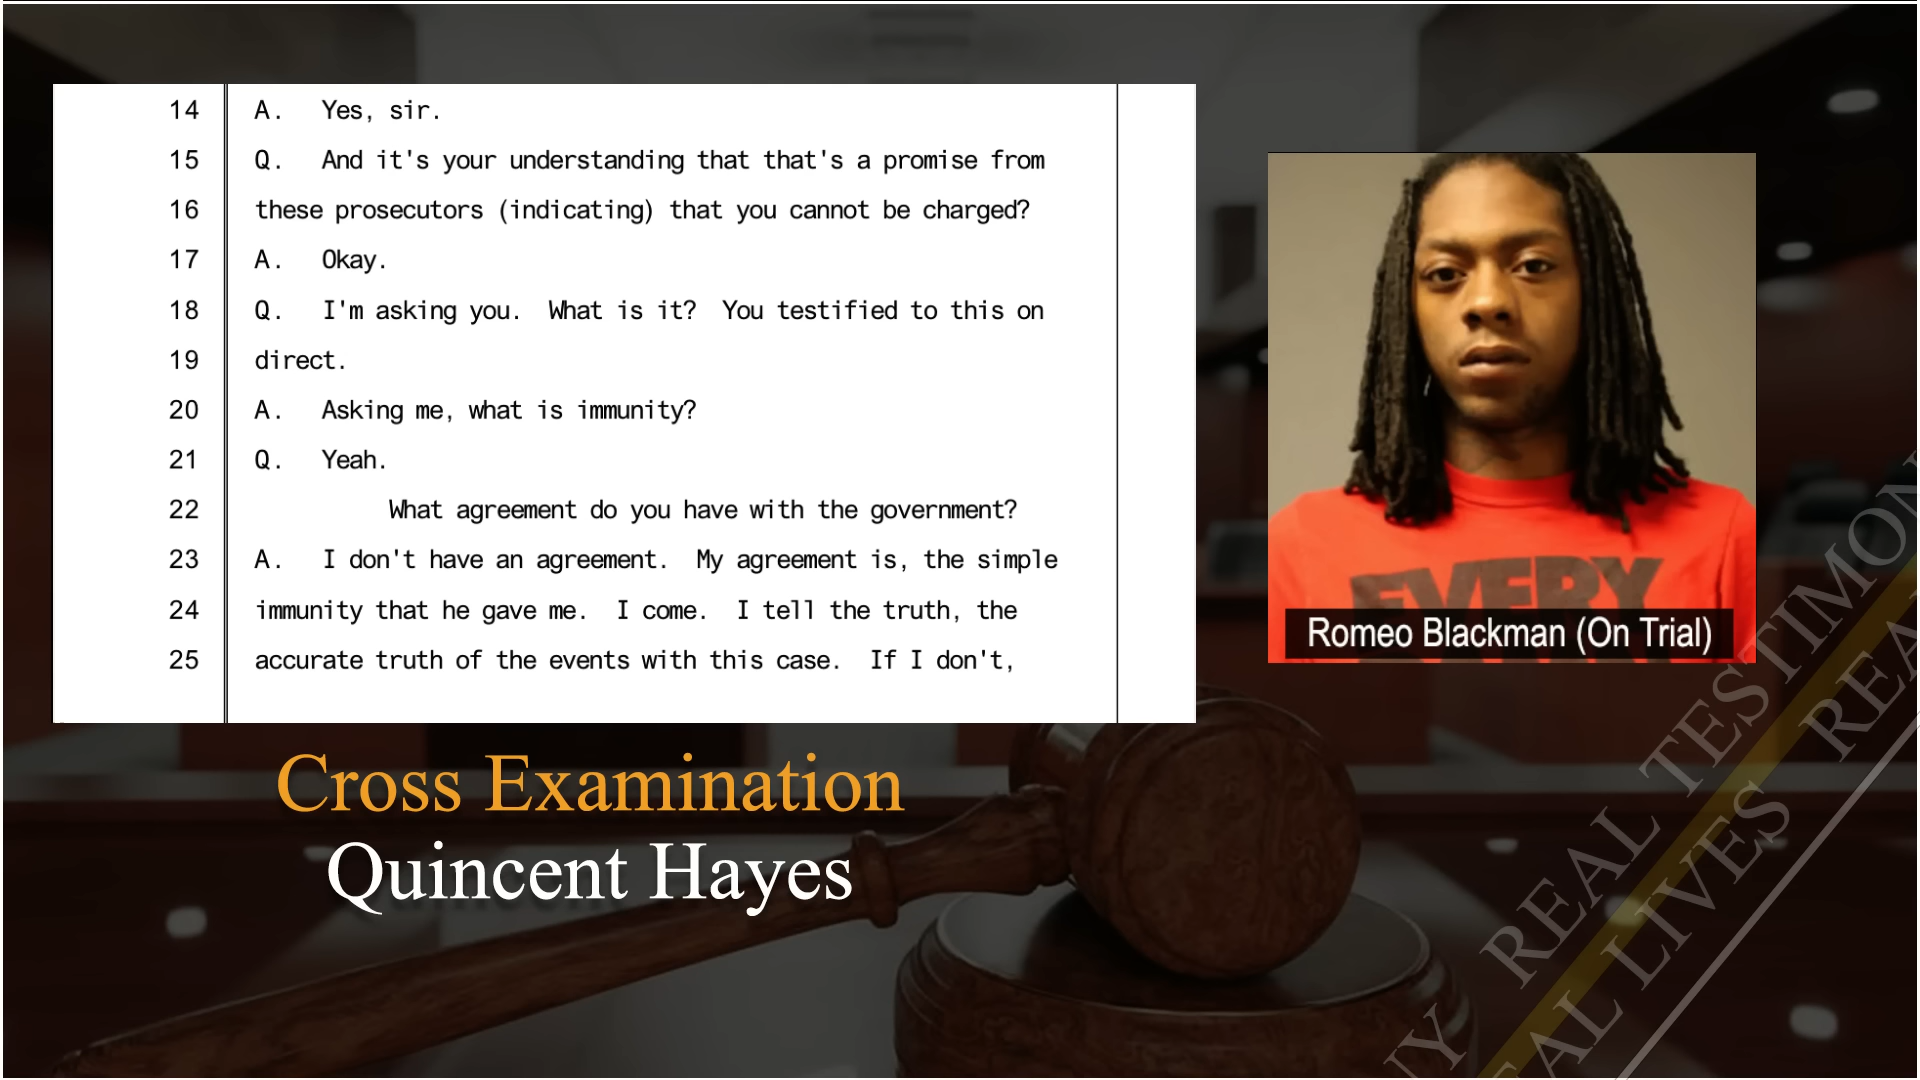 14 A. Yes, sir.
15 Q. And it's your understanding that that's a promise from
16 these prosecutors (indicating) that you cannot be charged?
17 A. Okay.
18 Q. I'm asking you. What is it? You testified to this on
19 direct.
20 A. Asking me, what is immunity?
21 Q. Yeah.
22 What agreement do you have with the government?
23 A. I don't have an agreement. My agreement is, the simple
24 immunity that he gave me. I come. I tell the truth, the
25 accurate truth of the events with this case. If I don't,
EVERY
Romeo Blackman (On Trial)
Cross Examination
Quincent Hayes
REAL TESTIMON
REAL LIVES REA